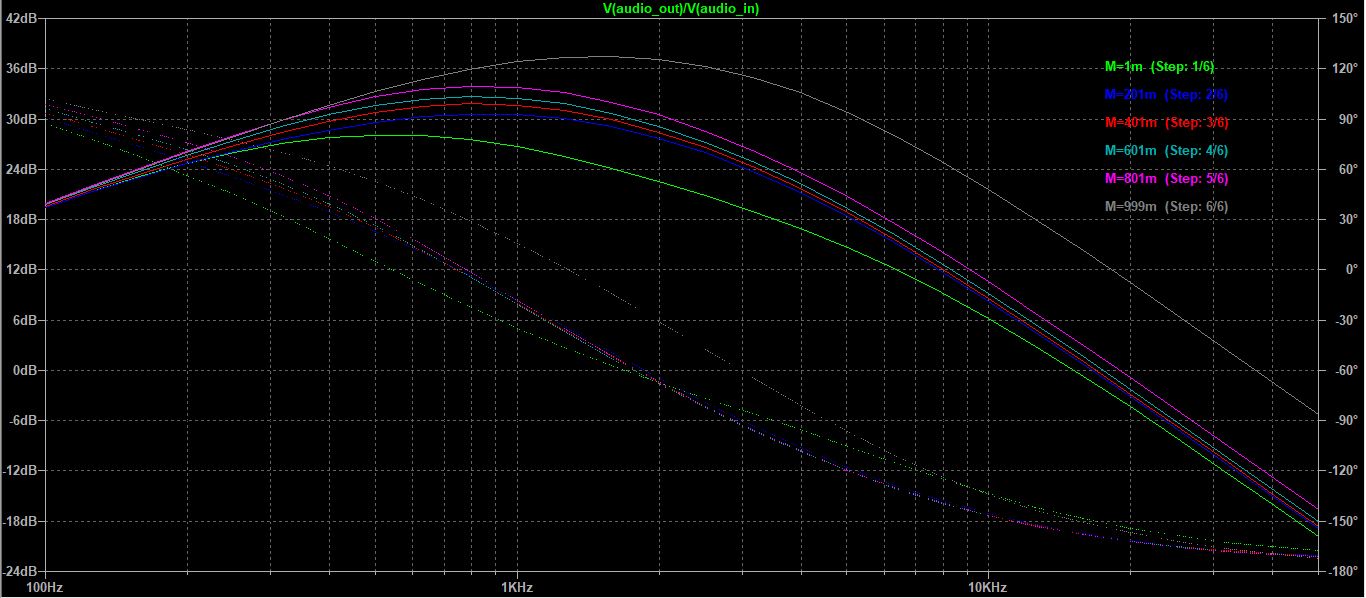 V(audio_out)/V(audio_in)
42dB
36dB
30dB
24dB
18dB
12dB
6dB
0dB
-6dB
-12dB
-18dB
-24dB
150°
120°
90°
60°
30°
0°
-30°
-60°
-90°
-120°
-150°
-180°
M=1m (Step: 1/6)
M=201m (Step: 2/6)
M=401m (Step: 3/6)
M=601m (Step: 4/6)
M=801m (Step: 5/6)
M=999m (Step: 6/6)
100Hz
1KHz
10KHz